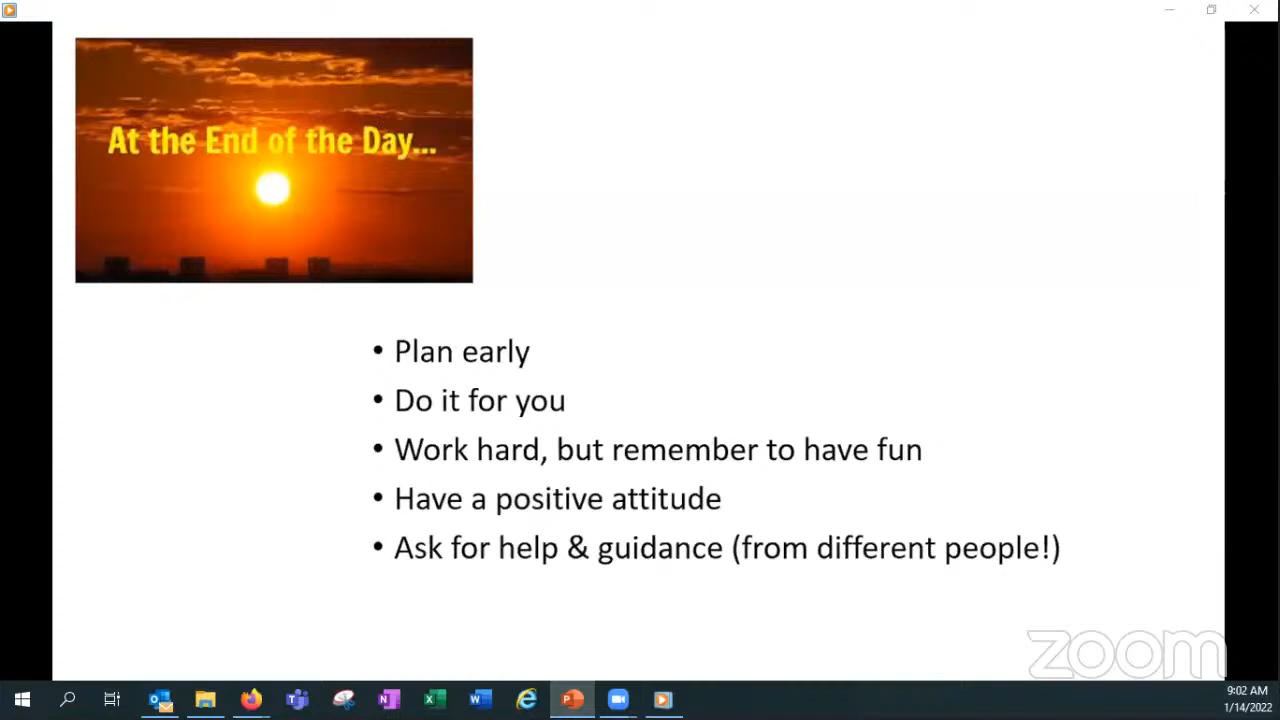 At the End of the Day...
• Plan early
• Do it for you
• Work hard, but remember to have fun
• Have a positive attitude
• Ask for help & guidance (from different people!)
zoom
9:02 AM
1/14/2022